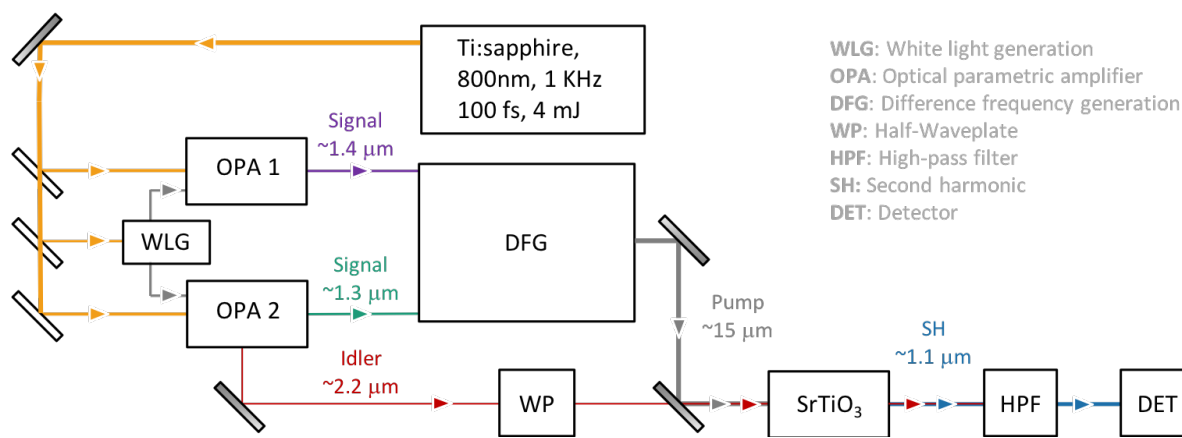 Ti:sapphire,
800nm, 1 KHz
100 fs, 4 mJ
WLG: White light generation
OPA: Optical parametric amplifier
DFG: Difference frequency generation
WP: Half-Waveplate
HPF: High-pass filter
SH: Second harmonic
DET: Detector
Signal
~1.4 μm
OPA 1
WLG
DFG
Signal
~1.3 μm
OPA 2
Pump
~15 μm
Idler
~2.2 μm
SH
~1.1 μm
WP
SrTiO₃
HPF
DET